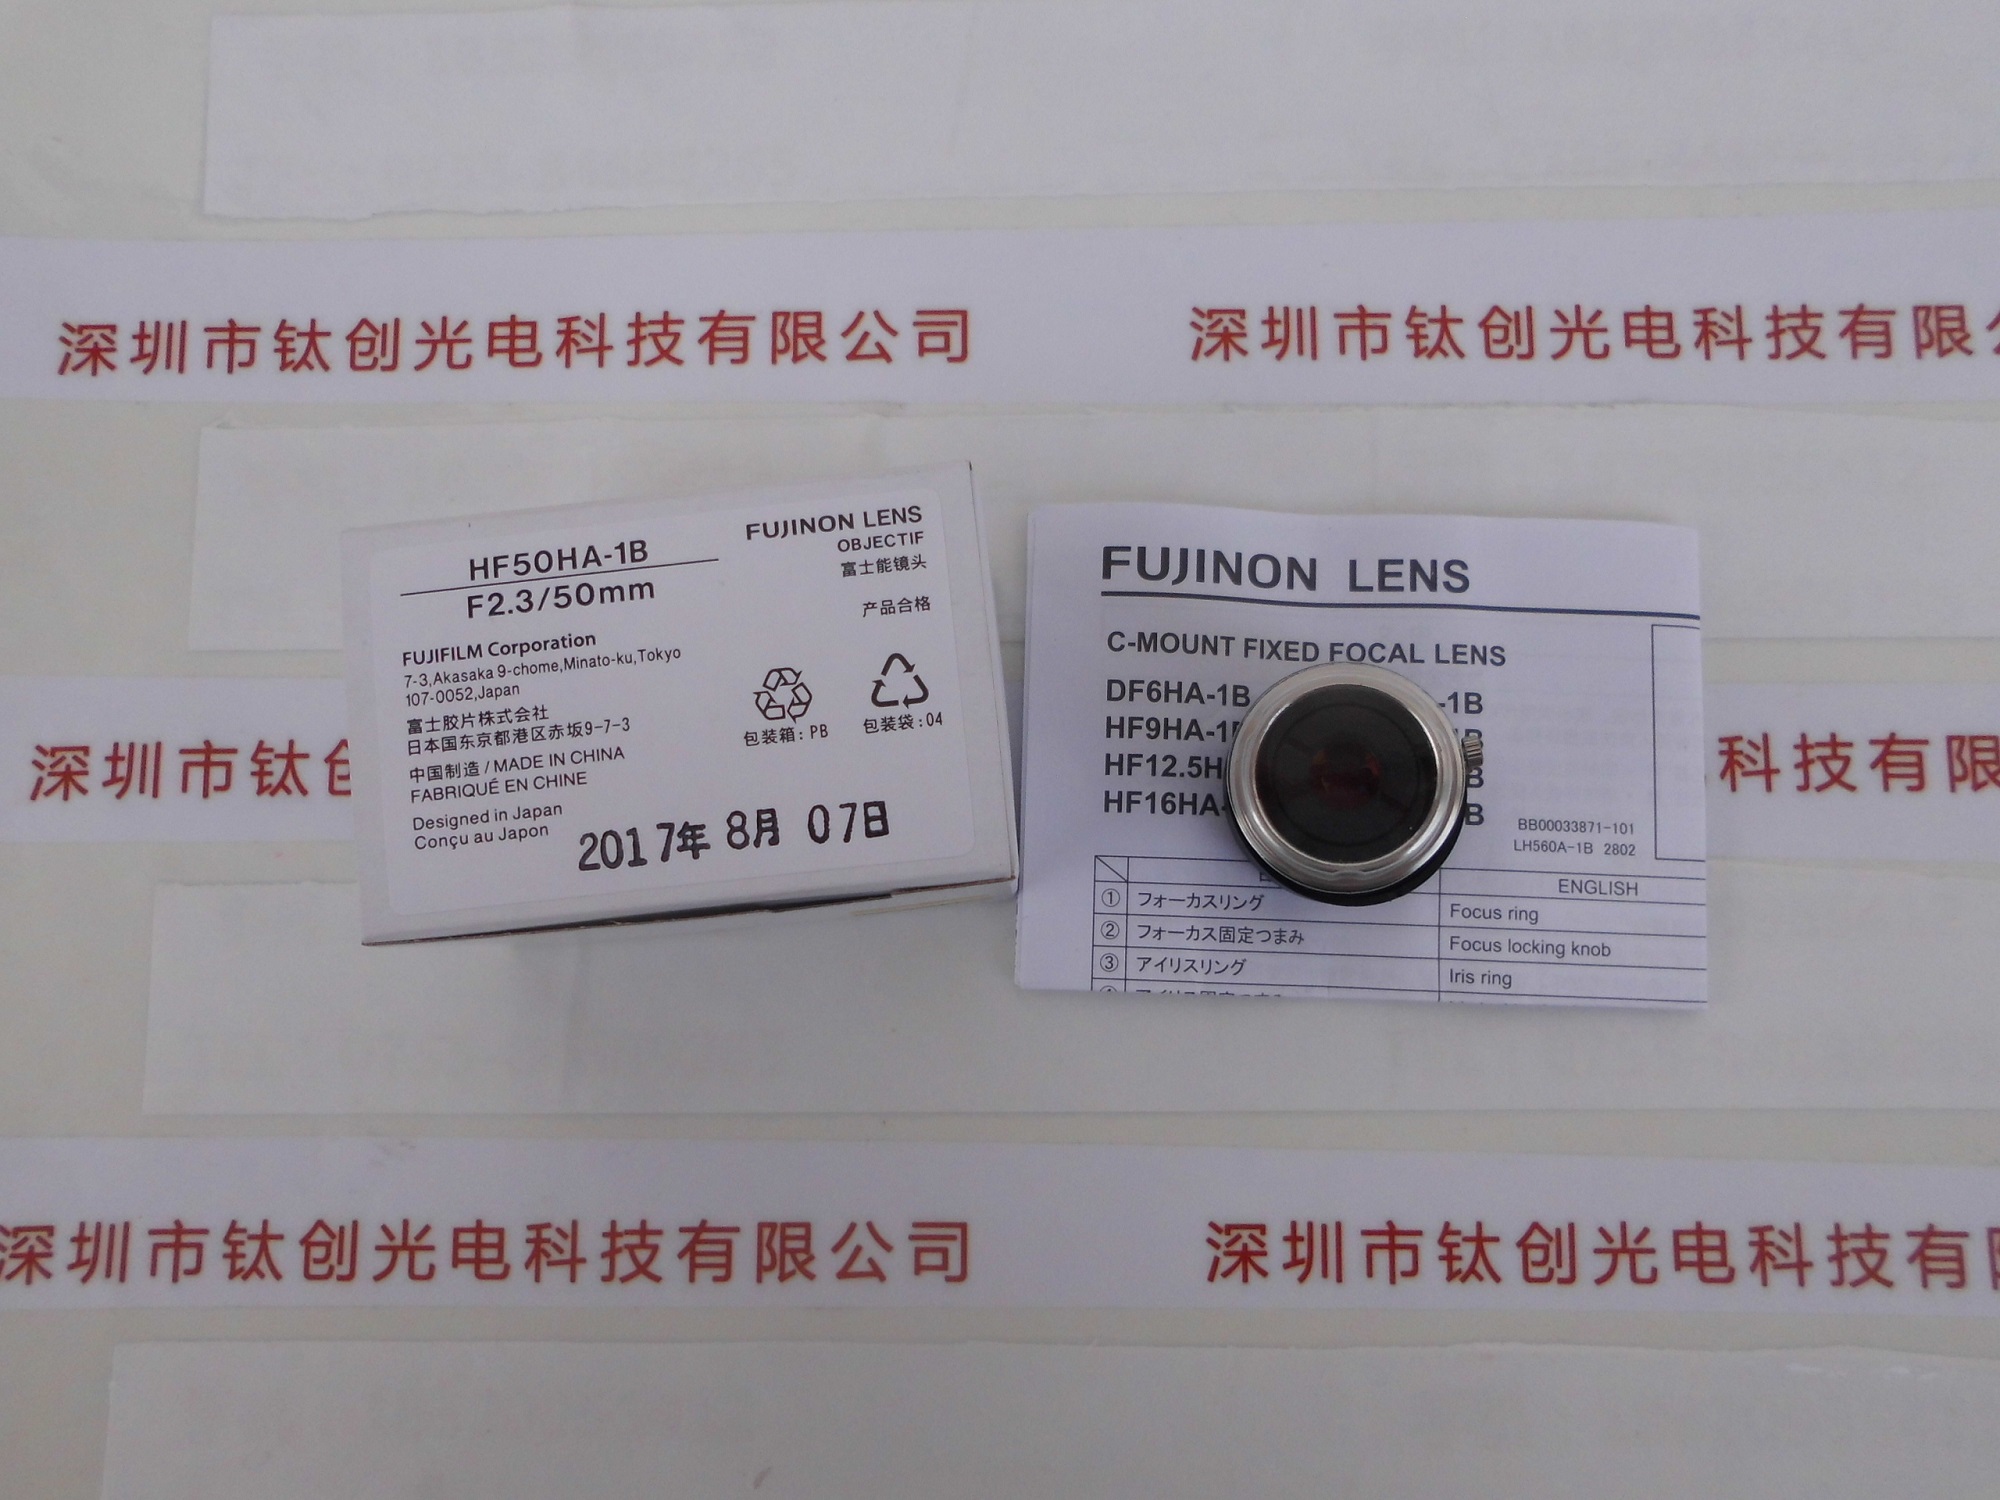 深圳市钛创光电科技有限公司
深圳市钛创光电科技有限
HF50HA-1B
F2.3/50mm
FUJINON LENS
OBJECTIF
富士能镜头
产品合格
FUJIFILM Corporation
7-3,Akasaka 9-chome,Minato-ku,Tokyo
107-0052,Japan
富士胶片株式会社
日本国东京都港区赤坂9-7-3
中国制造 / MADE IN CHINA
FABRIQUÉ EN CHINE
Designed in Japan
Conçu au Japon
包装箱: PB
包装袋:04
2017年 8月 07日
FUJINON LENS
C-MOUNT FIXED FOCAL LENS
DF6HA-1B
-1B
HF9HA-1
HF12.5H
B
HF16HA-
B
BB00033871-101
LH560A-1B 2802
ENGLISH
① フォーカスリング Focus ring
② フォーカス固定つまみ Focus locking knob
③ アイリスリング Iris ring
深圳市钛
科技有限
深圳市钛创光电科技有限公司
深圳市钛创光电科技有